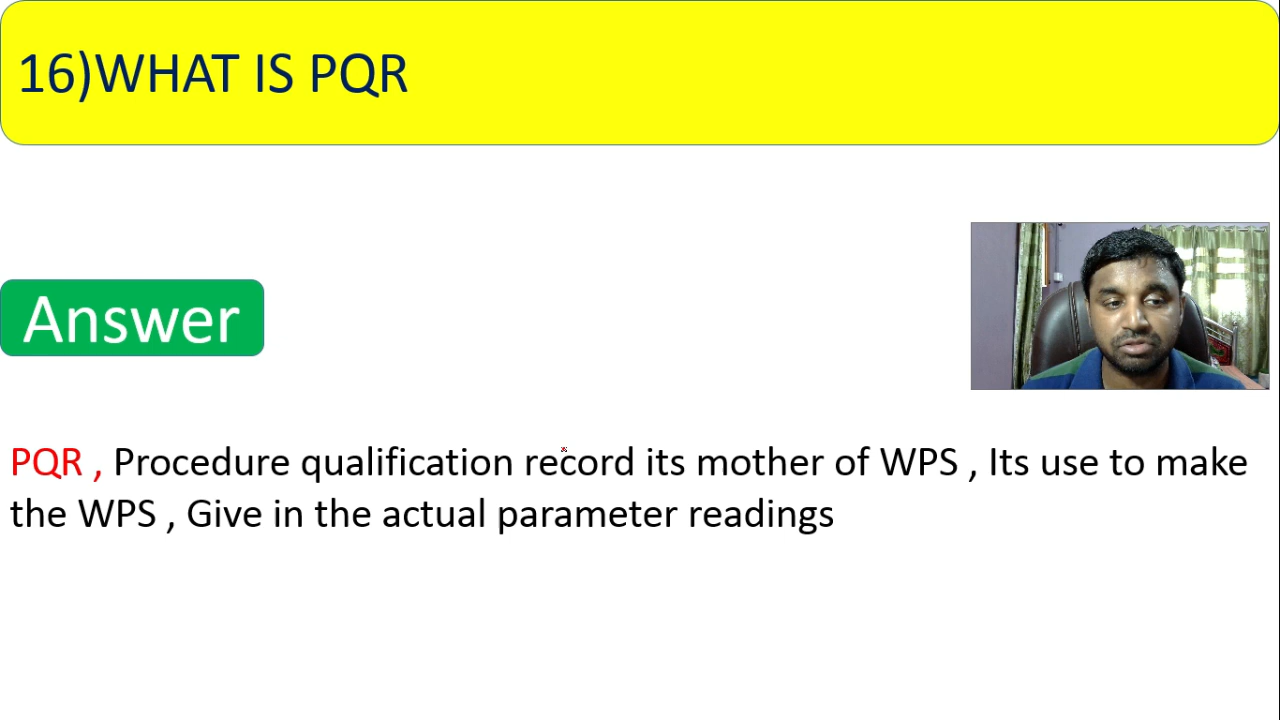 16)WHAT IS PQR
Answer
PQR , Procedure qualification record its mother of WPS , Its use to make
the WPS , Give in the actual parameter readings